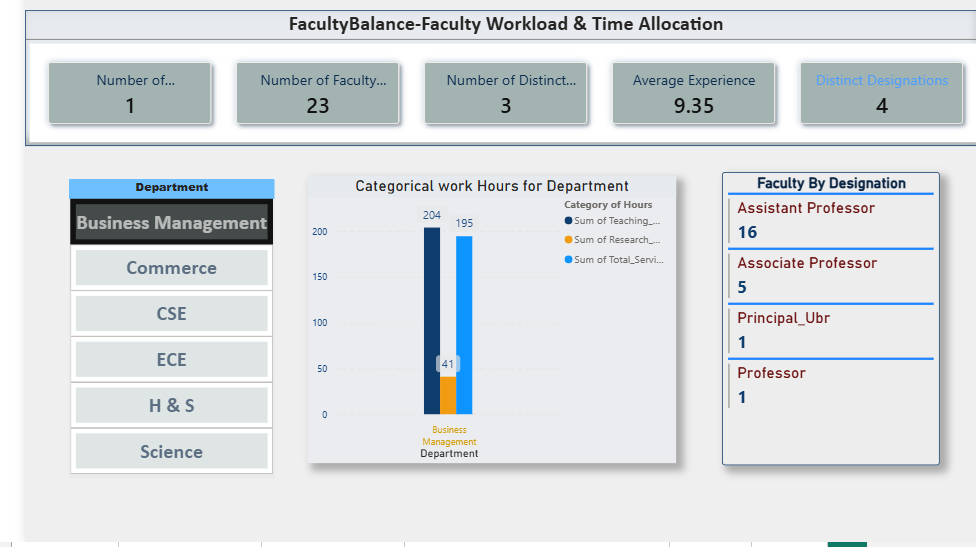 FacultyBalance-Faculty Workload & Time Allocation
Number of...
1
Number of Faculty...
23
Number of Distinct...
3
Average Experience
9.35
Distinct Designations
4
Department
Business Management
Commerce
CSE
ECE
H & S
Science
Categorical work Hours for Department
Category of Hours
Sum of Teaching_...
Sum of Research_...
Sum of Total_Servi...
200
150
100
50
0
204
195
41
Business
Management
Department
Faculty By Designation
Assistant Professor
16
Associate Professor
5
Principal_Ubr
1
Professor
1